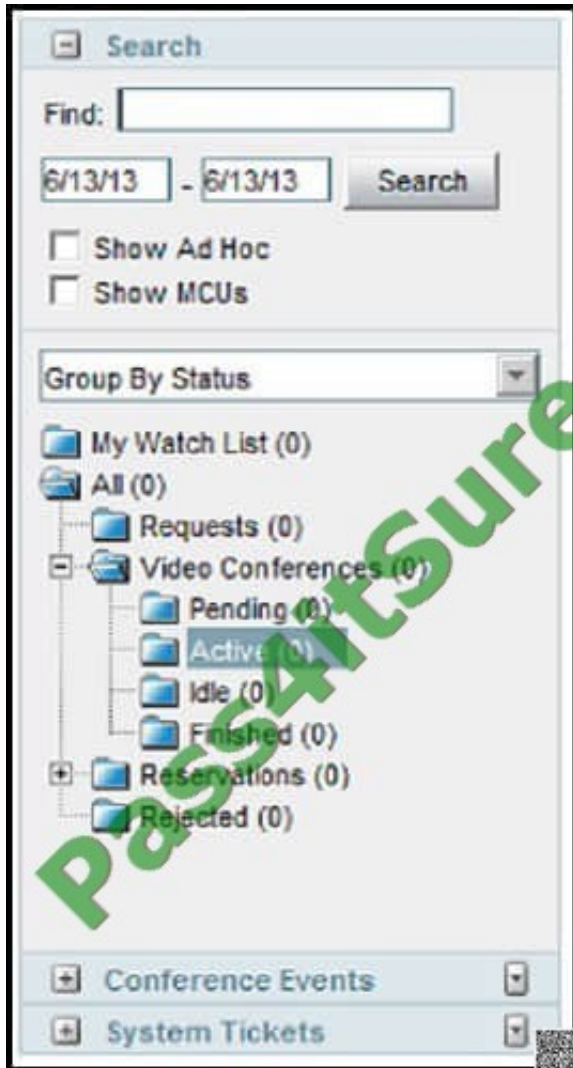 Search
Find:
6/13/13 - 6/13/13 Search
Show Ad Hoc
Show MCUs
Group By Status
My Watch List (0)
All (0)
Requests (0)
Video Conferences (0)
Pending (0)
Active (0)
Idle (0)
Finished (0)
Reservations (0)
Rejected (0)
Pass4itSure
Conference Events
System Tickets